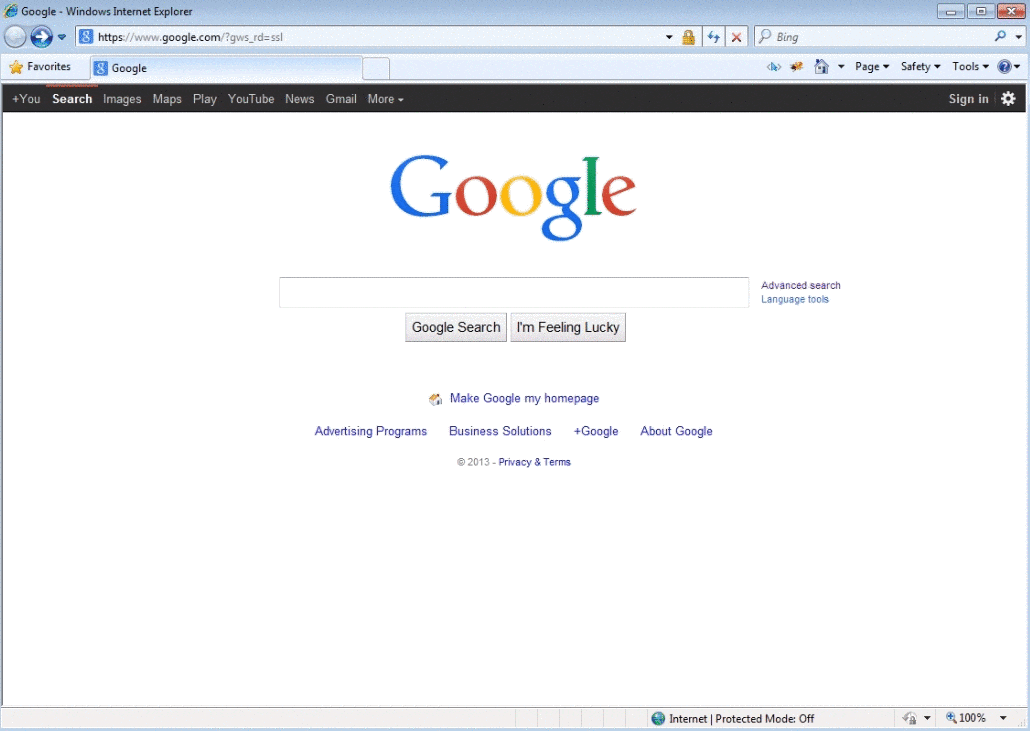 Google - Windows Internet Explorer
https://www.google.com/?gws_rd=ssl
Bing
Favorites
Google
Page
Safety
Tools
+You Search Images Maps Play YouTube News Gmail More
Sign in
Google
Advanced search
Language tools
Google Search
I'm Feeling Lucky
Make Google my homepage
Advertising Programs Business Solutions +Google About Google
© 2013 - Privacy & Terms
Internet | Protected Mode: Off
100%